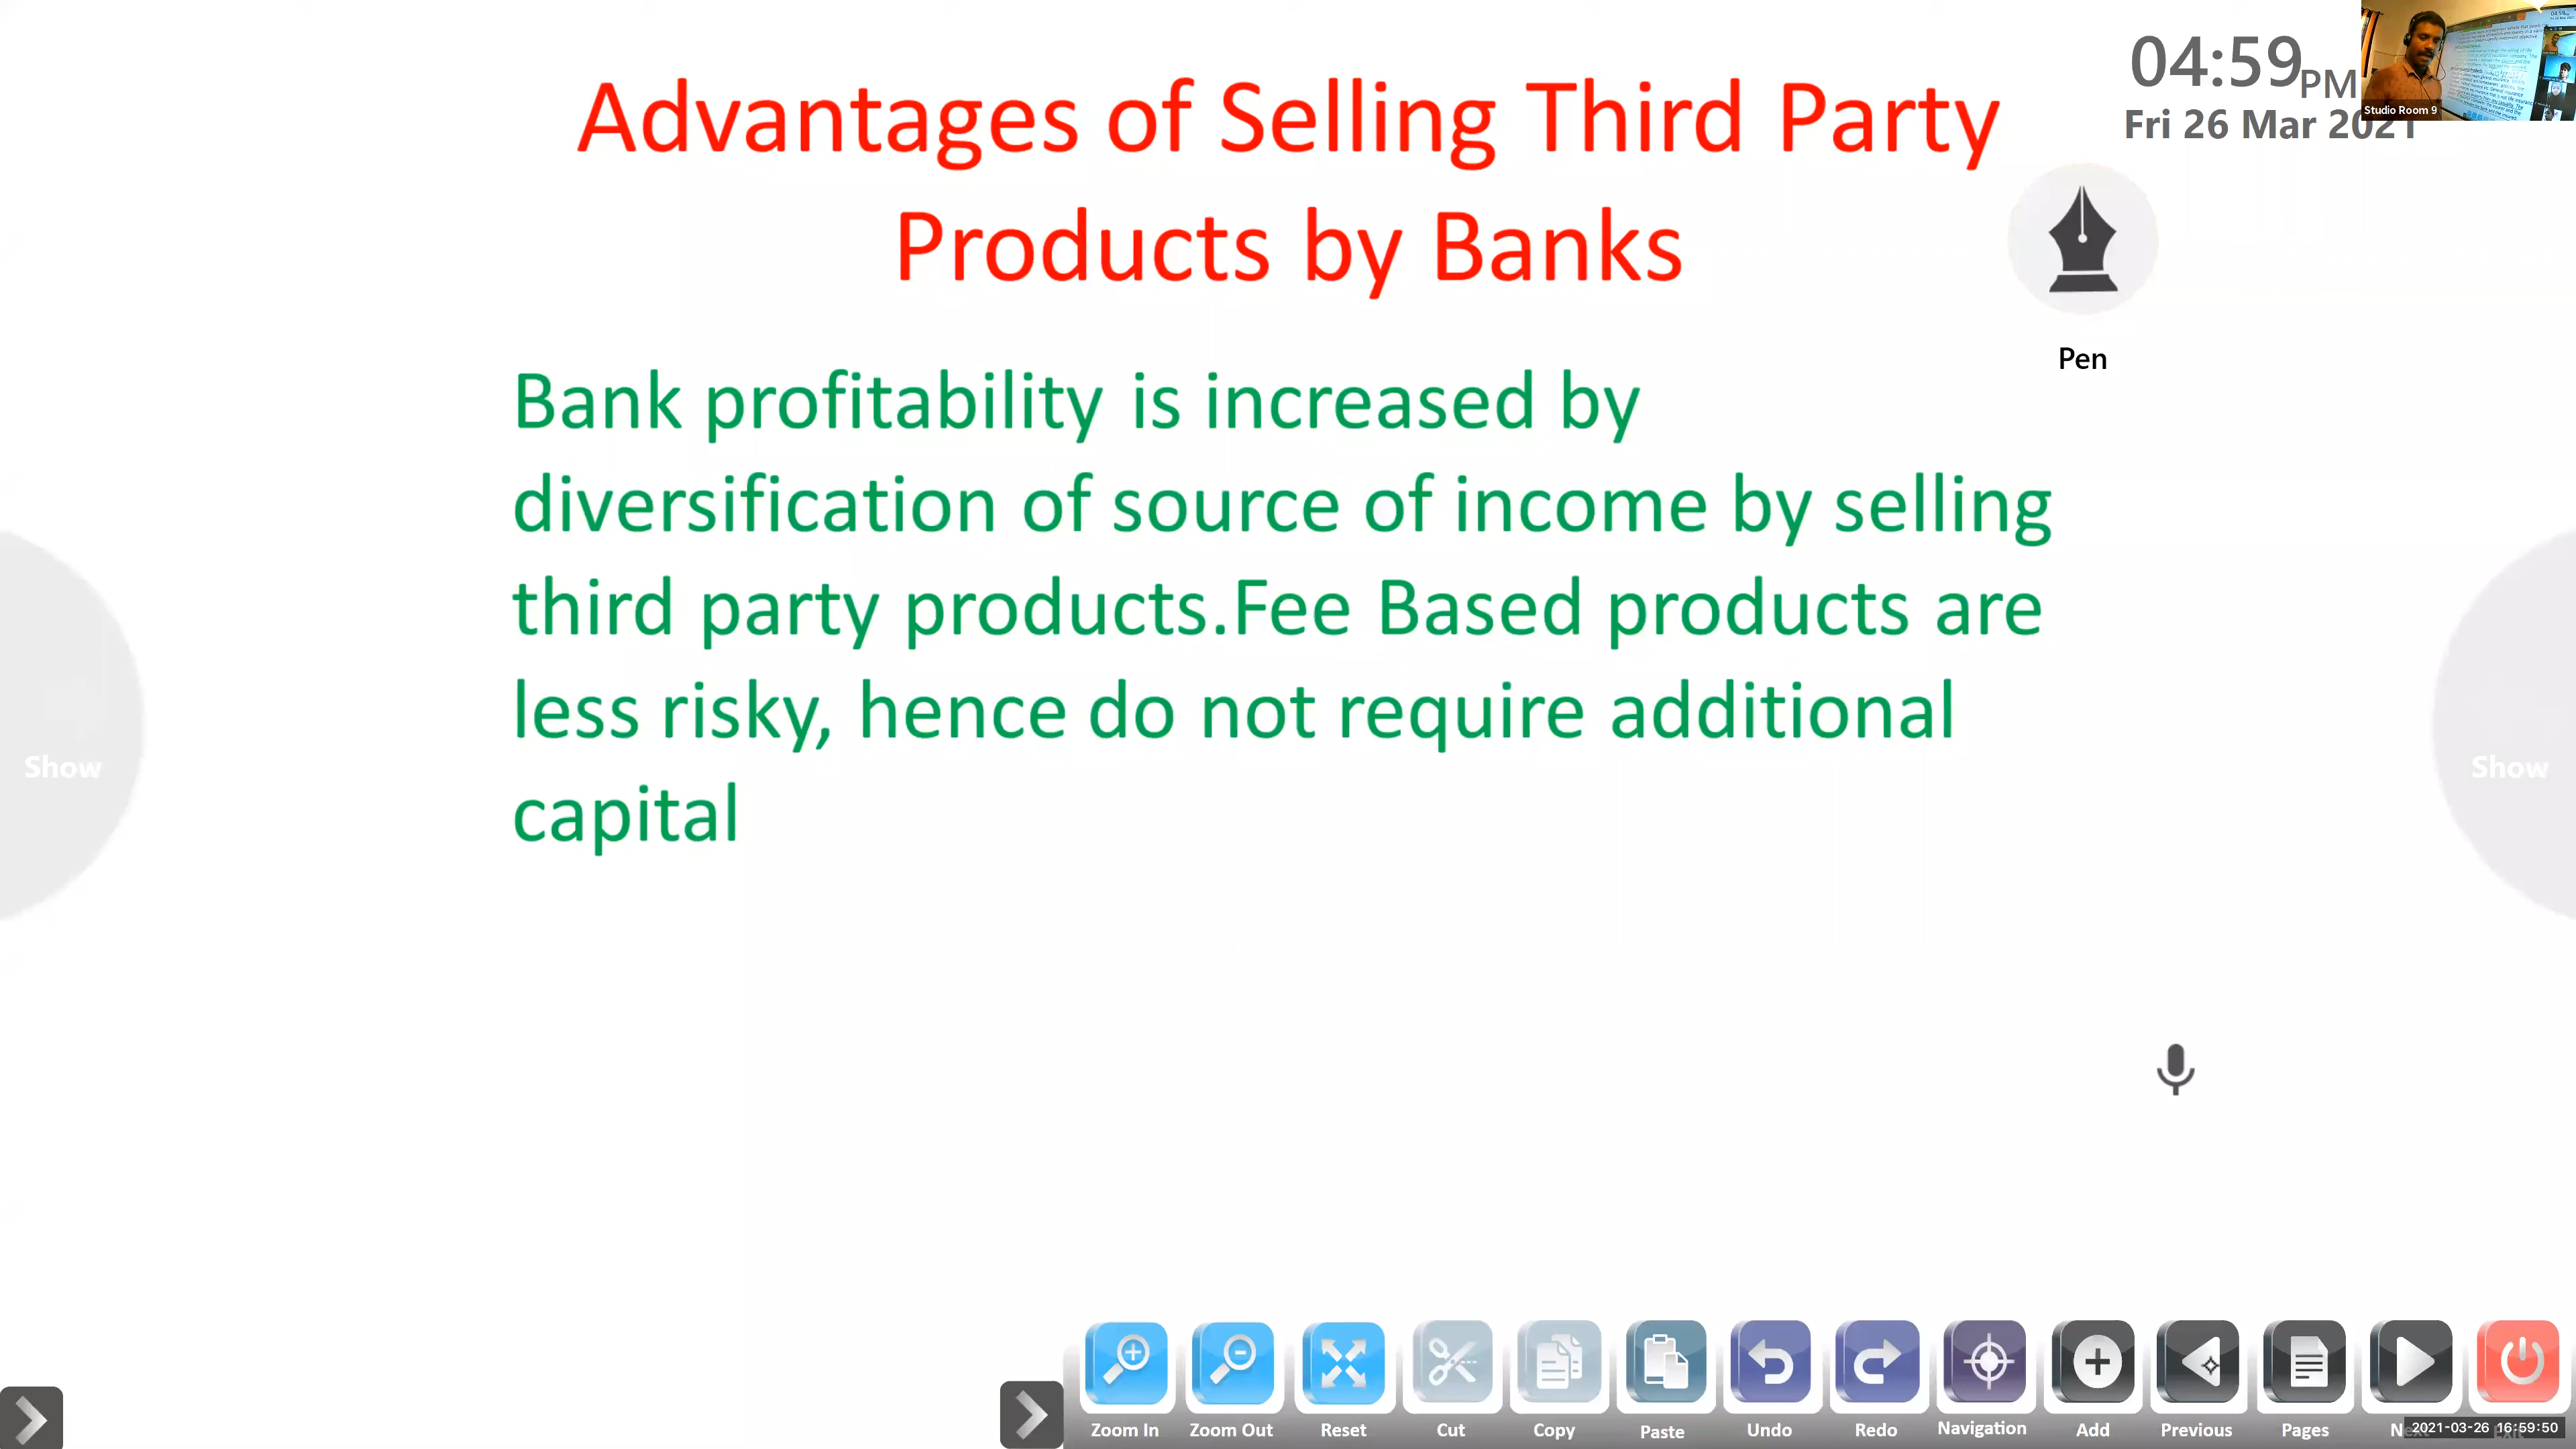 04:59 PM
Fri 26 Mar 2021
Studio Room 9
Advantages of Selling Third Party
Products by Banks
Pen
Bank profitability is increased by
diversification of source of income by selling
third party products.Fee Based products are
less risky, hence do not require additional
capital
Show
Show
Zoom In Zoom Out Reset Cut Copy Paste Undo Redo Navigation Add Previous Pages
2021-03-26 16:59:50